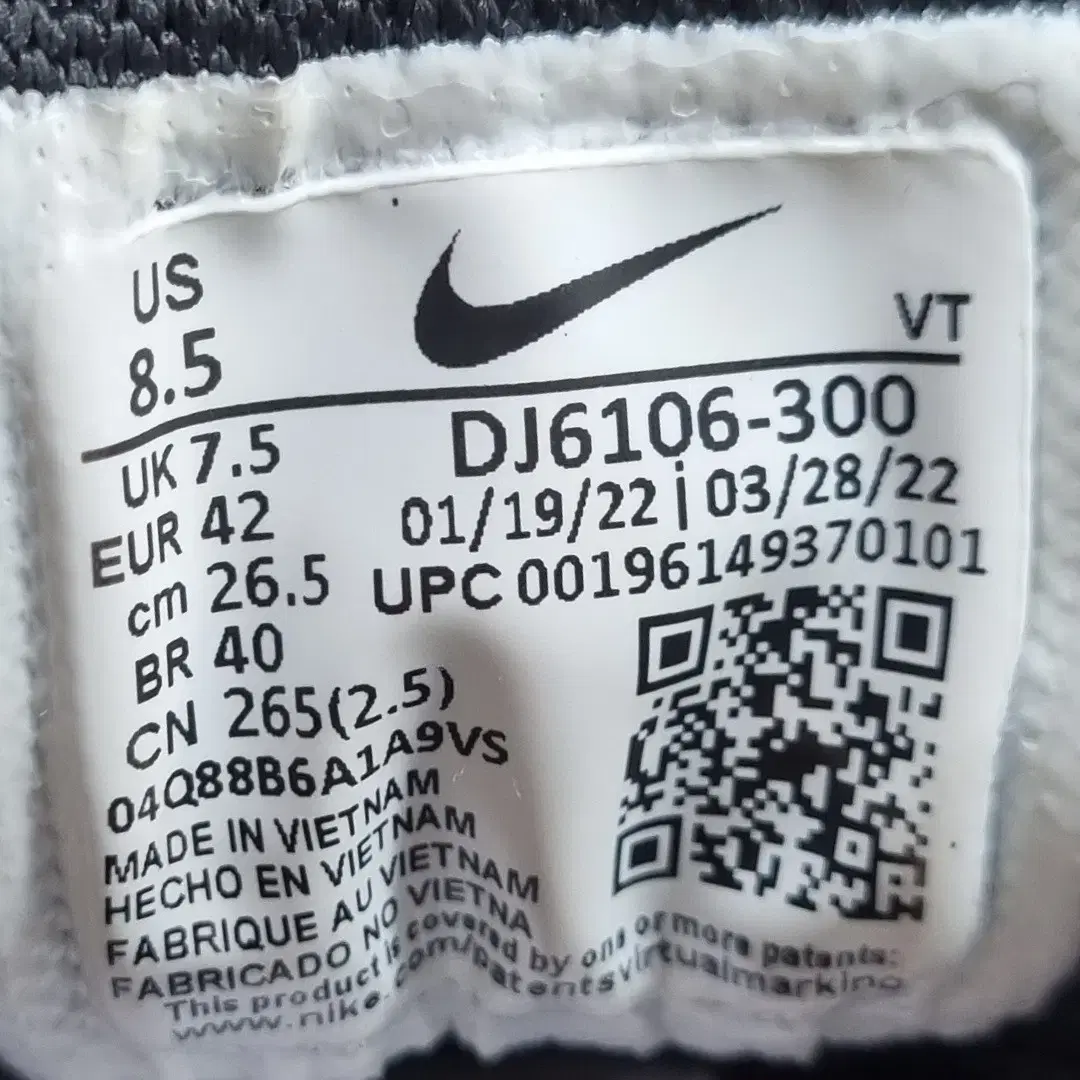 US
8.5
VT
UK 7.5
DJ6106-300
EUR 42
01/19/22 | 03/28/22
cm 26.5
UPC 00196149370101
BR 40
CN 265(2.5)
04Q88B6A1A9VS
MADE IN VIETNAM
HECHO EN VIETNAM
FABRIQUE AU VIETNAM
FABRICADO NO VIETNA
This product is covered by one or more patents:
www.nike.com/patentsvirtualmarking